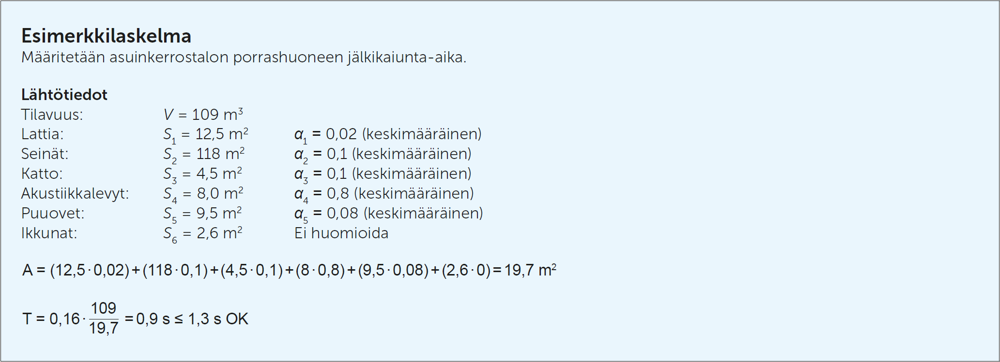 Esimerkkilaskelma
Määritetään asuinkerrostalon porrashuoneen jälkikaiunta-aika.
Lähtötiedot
Tilavuus: V = 109 m³
Lattia: S₁ = 12,5 m² α₁ = 0,02 (keskimääräinen)
Seinät: S₂ = 118 m² α₂ = 0,1 (keskimääräinen)
Katto: S₃ = 4,5 m² α₃ = 0,1 (keskimääräinen)
Akustiikkalevyt: S₄ = 8,0 m² α₄ = 0,8 (keskimääräinen)
Puuovet: S₅ = 9,5 m² α₅ = 0,08 (keskimääräinen)
Ikkunat: S₆ = 2,6 m² Ei huomioida
A = (12,5·0,02)+(118·0,1)+(4,5·0,1)+(8·0,8)+(9,5·0,08)+(2,6·0)=19,7 m²
T = 0,16·109/19,7 =0,9 s ≤ 1,3 s OK